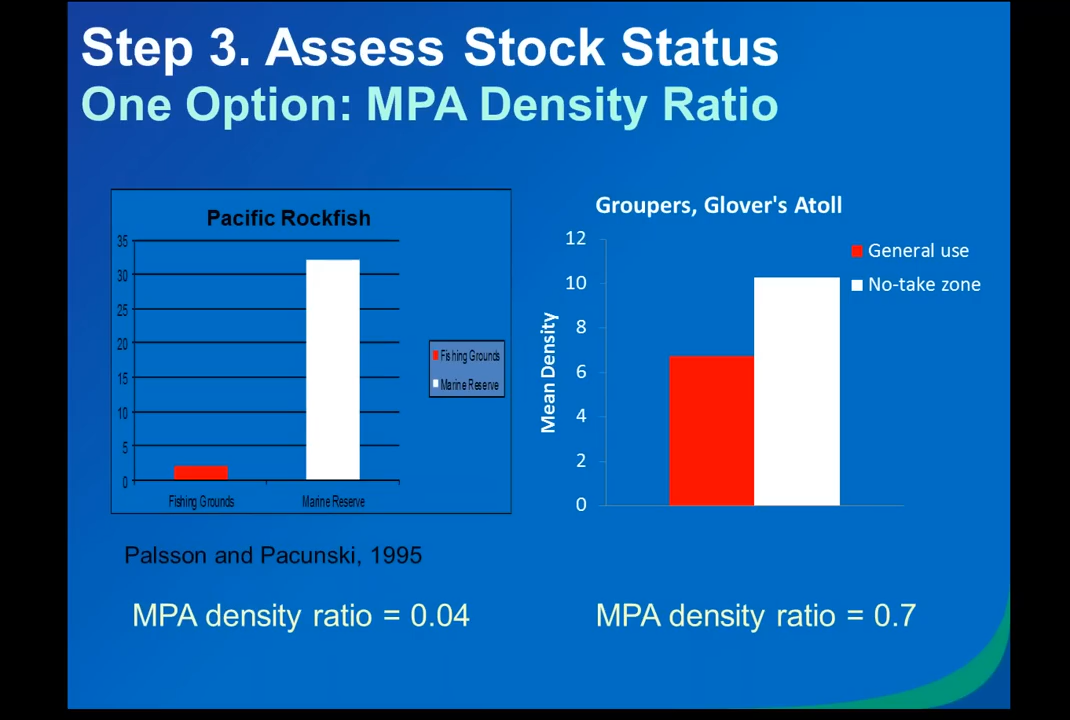 Step 3. Assess Stock Status
One Option: MPA Density Ratio
Pacific Rockfish
35
30
25
20
15
10
5
0
Fishing Grounds
Marine Reserve
Fishing Grounds
Marine Reserve
Palsson and Pacunski, 1995
MPA density ratio = 0.04
Groupers, Glover's Atoll
Mean Density
12
10
8
6
4
2
0
General use
No-take zone
MPA density ratio = 0.7